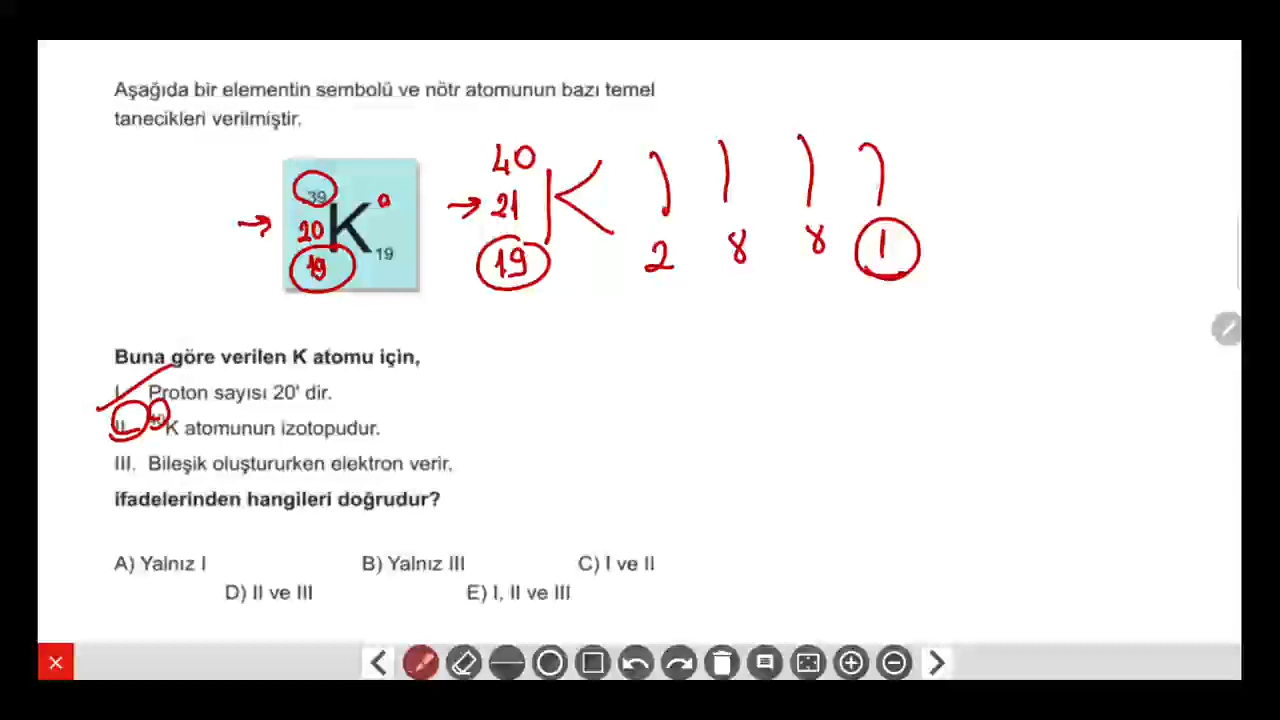 Aşağıda bir elementin sembolü ve nötr atomunun bazı temel
tanecikleri verilmiştir.
39
20 K 0
19 19
40
21 K
19 2 8 8 1
Buna göre verilen K atomu için,
I. Proton sayısı 20' dir.
II. 40K atomunun izotopudur.
III. Bileşik oluştururken elektron verir.
ifadelerinden hangileri doğrudur?
A) Yalnız I B) Yalnız III C) I ve II
D) II ve III E) I, II ve III